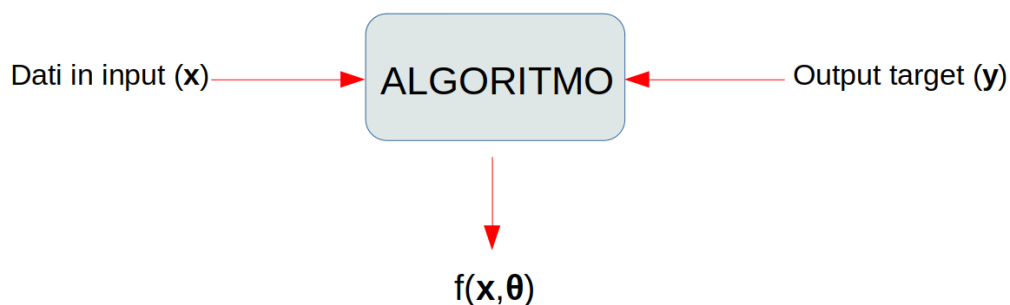 Dati in input (x)
ALGORITMO
Output target (y)
f(x,θ)